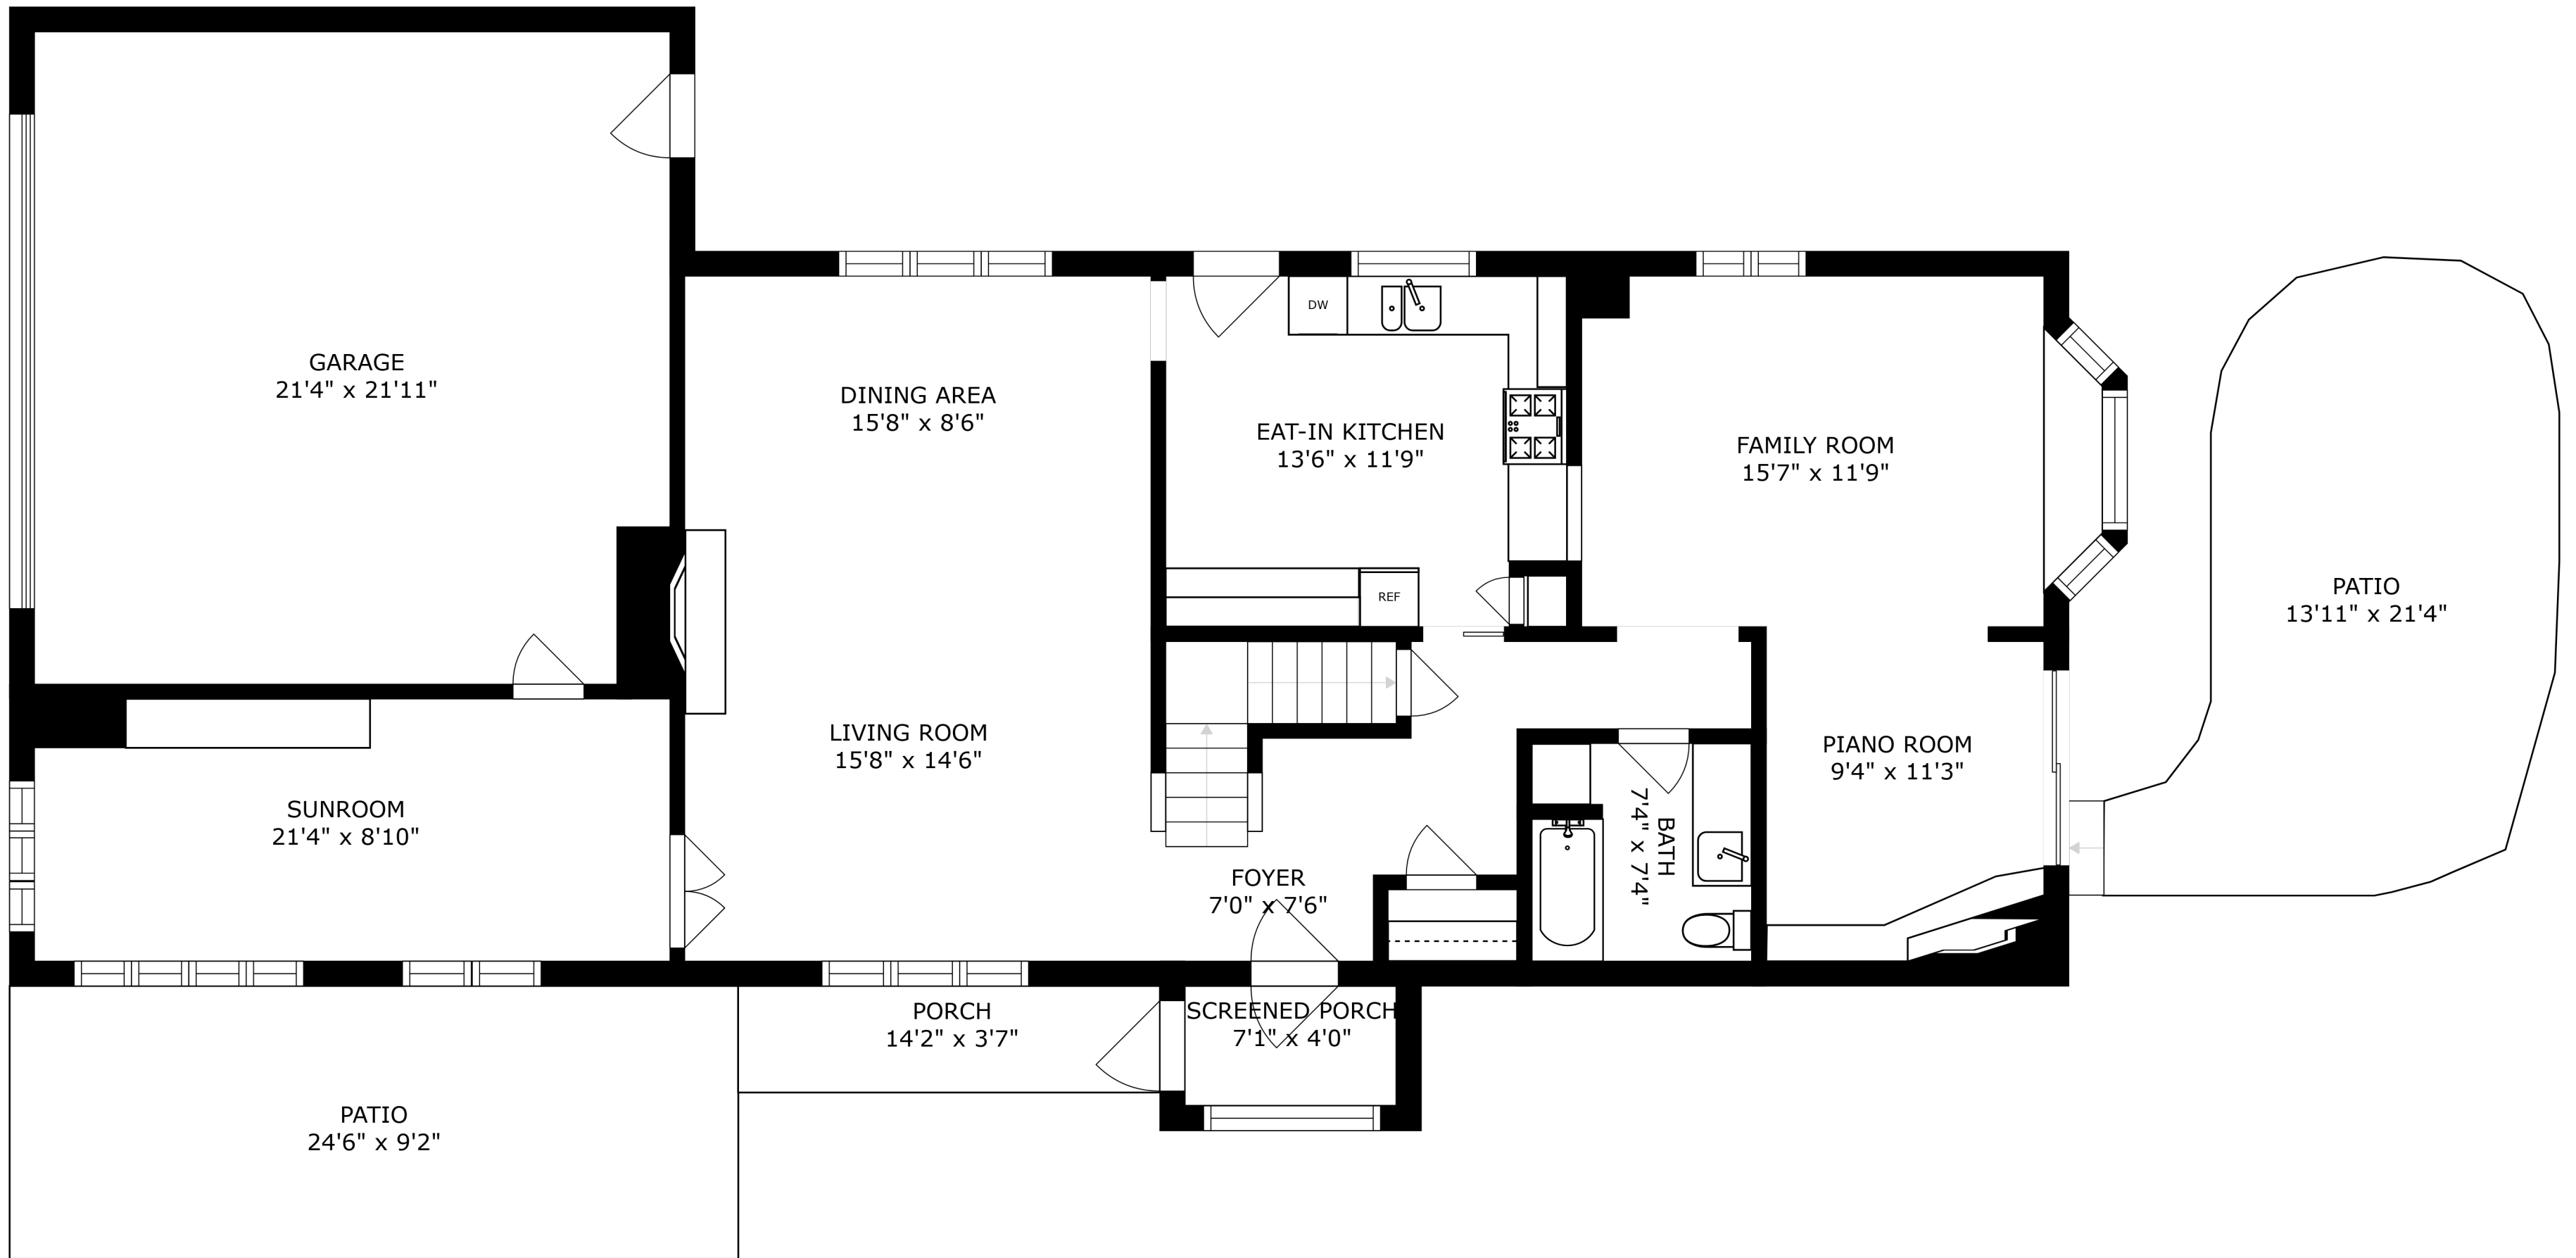 GARAGE
21'4" x 21'11"
DINING AREA
15'8" x 8'6"
DW
EAT-IN KITCHEN
13'6" x 11'9"
REF
FAMILY ROOM
15'7" x 11'9"
PATIO
13'11" x 21'4"
LIVING ROOM
15'8" x 14'6"
SUNROOM
21'4" x 8'10"
FOYER
7'0" x 7'6"
BATH
7'4" x 7'4"
PIANO ROOM
9'4" x 11'3"
PORCH
14'2" x 3'7"
SCREENED PORCH
7'1" x 4'0"
PATIO
24'6" x 9'2"